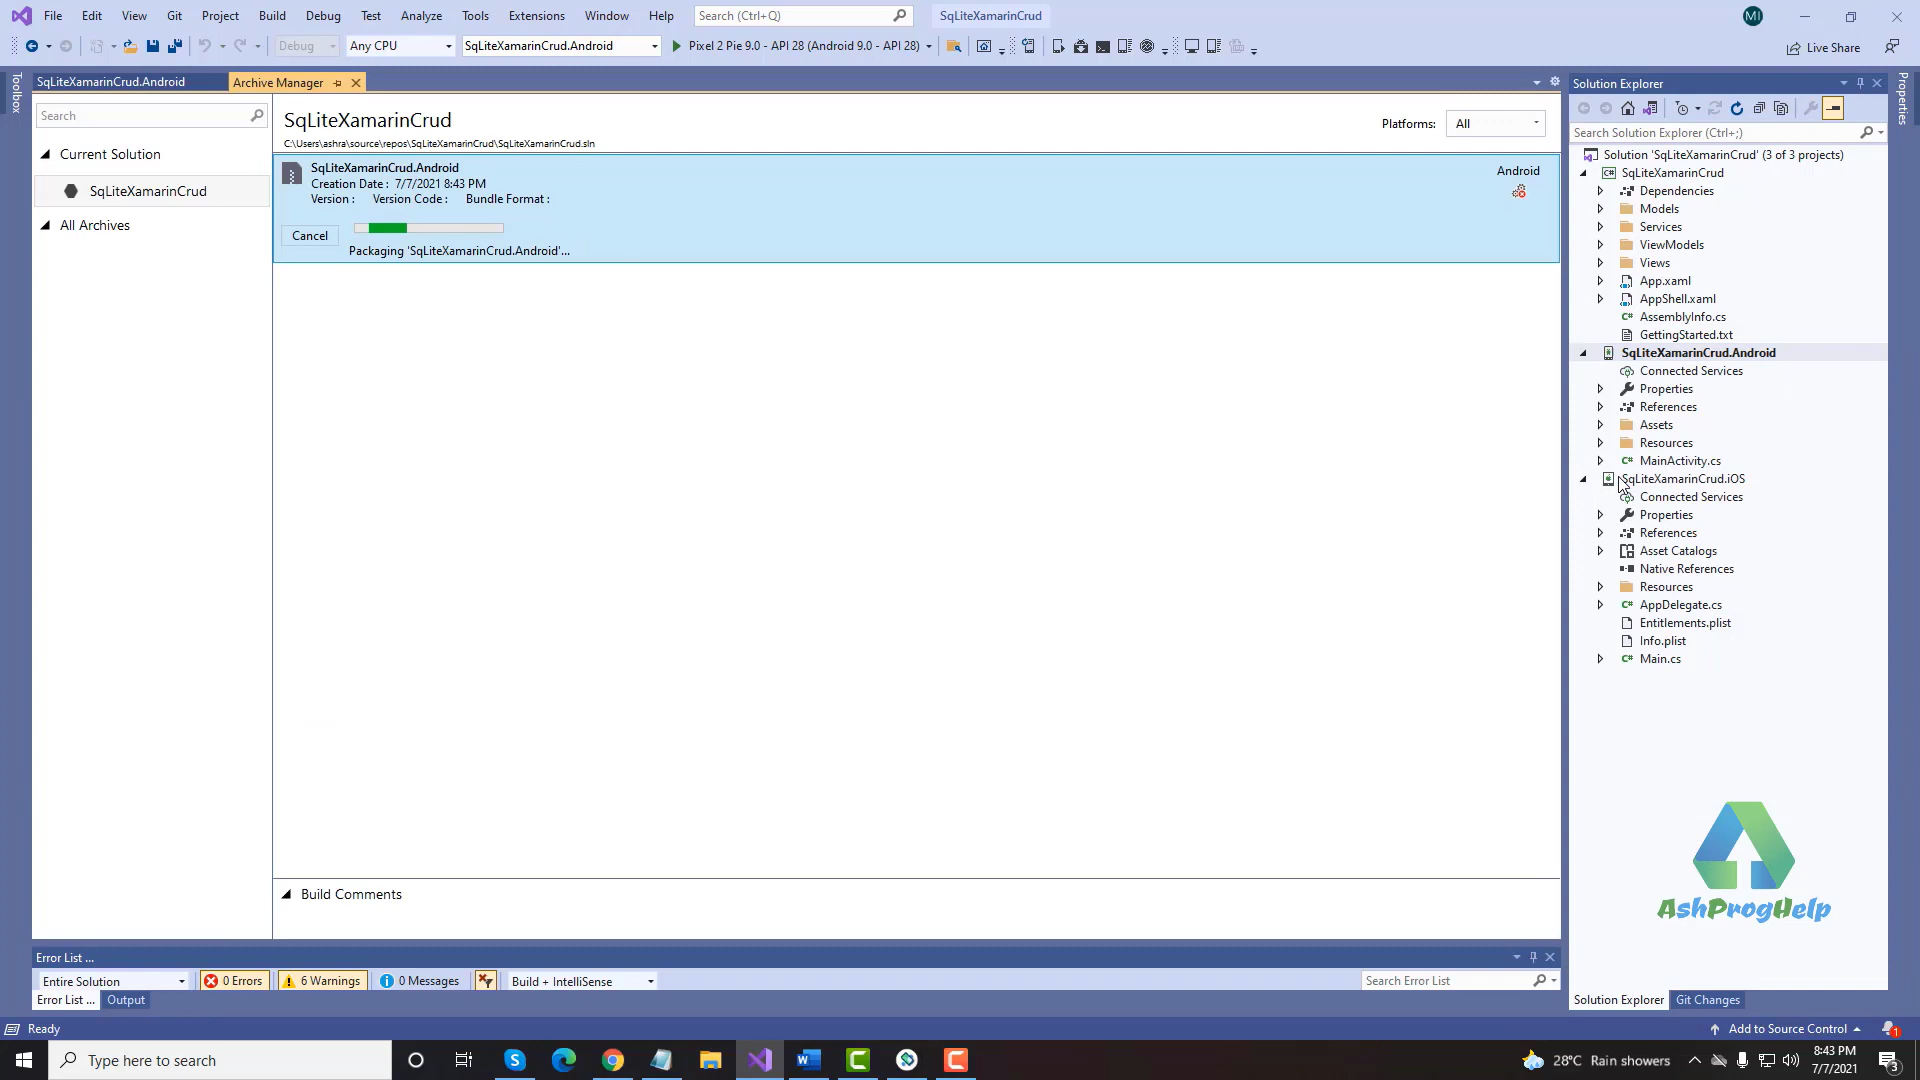 File Edit View Git Project Build Debug Test Analyze Tools Extensions Window Help Search (Ctrl+Q) SqLiteXamarinCrud MI
Debug Any CPU SqLiteXamarinCrud.Android Pixel 2 Pie 9.0 - API 28 (Android 9.0 - API 28) Live Share
Toolbox
SqLiteXamarinCrud.Android Archive Manager
Search
Current Solution
SqLiteXamarinCrud
All Archives
SqLiteXamarinCrud
C:\Users\ashra\source\repos\SqLiteXamarinCrud\SqLiteXamarinCrud.sln
Platforms: All
SqLiteXamarinCrud.Android
Creation Date : 7/7/2021 8:43 PM
Version : Version Code : Bundle Format :
Android
Cancel
Packaging 'SqLiteXamarinCrud.Android'...
Build Comments
Solution Explorer
Properties
Search Solution Explorer (Ctrl+;)
Solution 'SqLiteXamarinCrud' (3 of 3 projects)
SqLiteXamarinCrud
Dependencies
Models
Services
ViewModels
Views
App.xaml
AppShell.xaml
C# AssemblyInfo.cs
GettingStarted.txt
SqLiteXamarinCrud.Android
Connected Services
Properties
References
Assets
Resources
C# MainActivity.cs
SqLiteXamarinCrud.iOS
Connected Services
Properties
References
Asset Catalogs
Native References
Resources
C# AppDelegate.cs
Entitlements.plist
Info.plist
C# Main.cs
AshProgHelp
Error List ...
Entire Solution 0 Errors 6 Warnings 0 Messages Build + IntelliSense Search Error List
Error List ... Output
Solution Explorer Git Changes
Ready Add to Source Control 1
Type here to search
28°C Rain showers 8:43 PM
7/7/2021 3